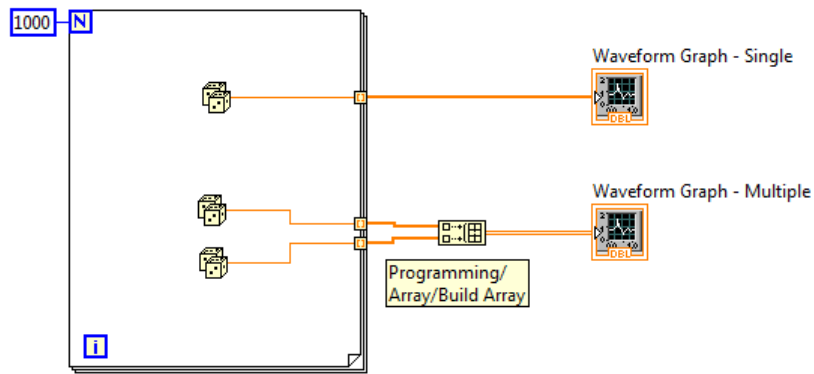 1000
N
Waveform Graph - Single
DBL
Waveform Graph - Multiple
DBL
Programming/
Array/Build Array
i